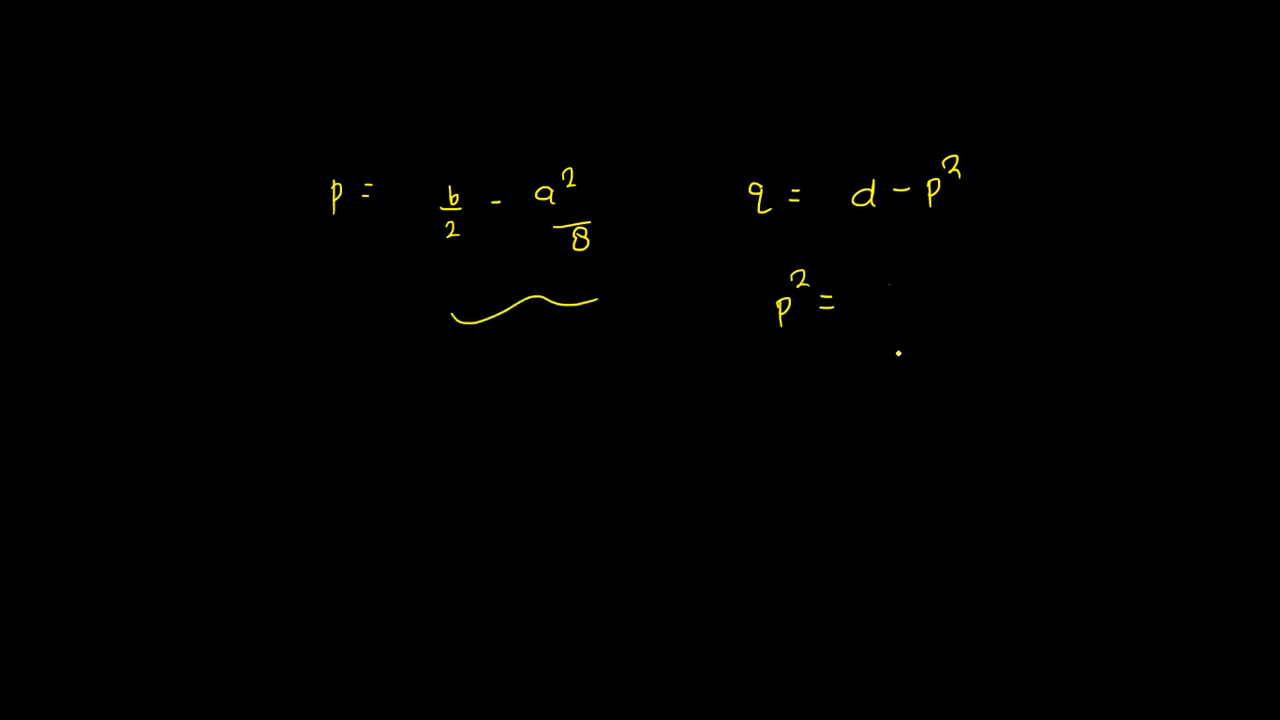 p = b/2 - a²/8 q = d - p²
p² =